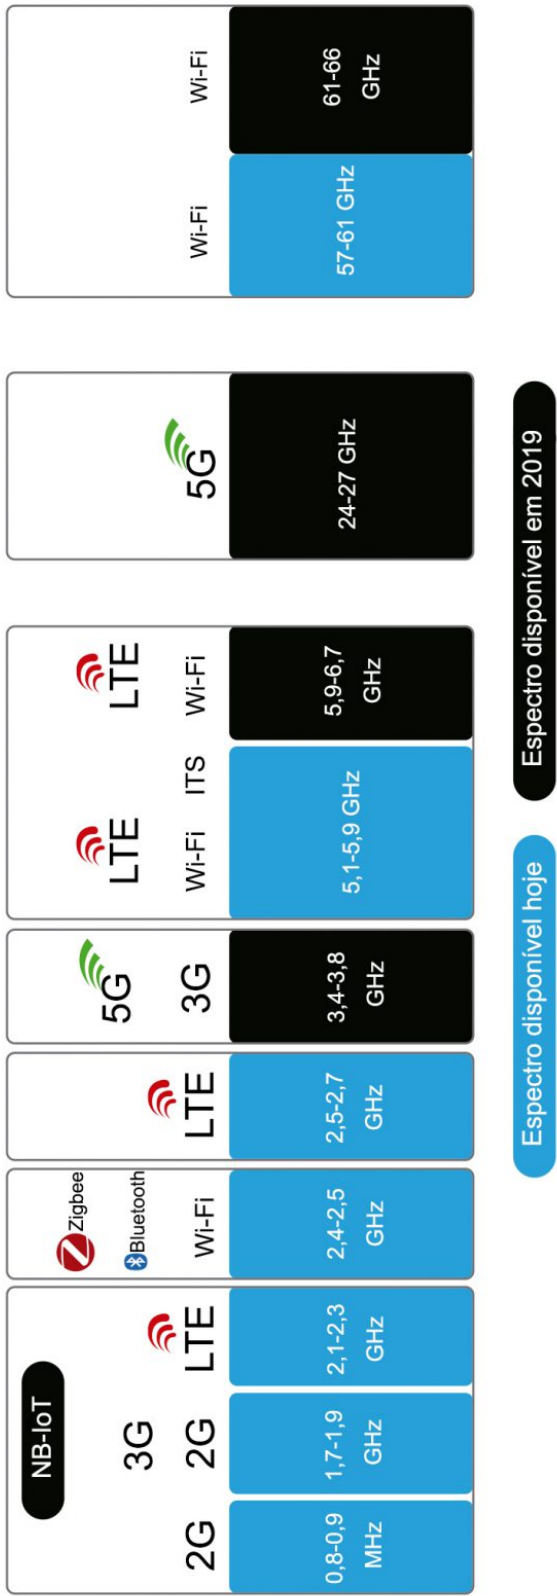 NB-IoT
2G
3G
2G
LTE
0,8-0,9
MHz
1,7-1,9
GHz
2,1-2,3
GHz
Zigbee
Bluetooth
Wi-Fi
2,4-2,5
GHz
LTE
2,5-2,7
GHz
5G
3G
3,4-3,8
GHz
LTE
Wi-Fi ITS
5,1-5,9 GHz
LTE
Wi-Fi
5,9-6,7
GHz
5G
24-27 GHz
Wi-Fi
57-61 GHz
Wi-Fi
61-66
GHz
Espectro disponível hoje
Espectro disponível em 2019